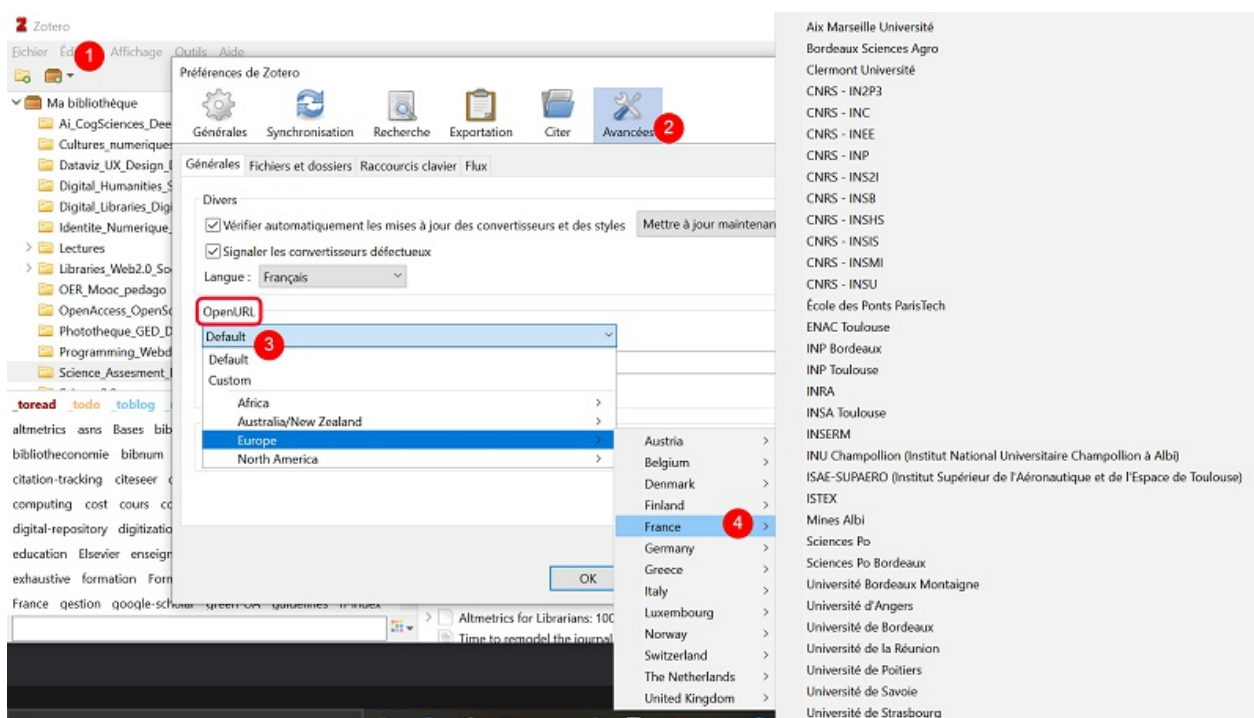 Zotero
Fichier Éd Affichage Outils Aide
1
Ma bibliothèque
Ai_CogSciences_Dee
Cultures_numerique
Dataviz_UX_Design_
Digital_Humanities_S
Digital_Libraries_Digi
Identite_Numerique_
Lectures
Libraries_Web2.0_So
OER_Mooc_pedago
OpenAccess_OpenSc
Phototheque_GED_D
Programming_Webd
Science_Assesment_
_toread _todo _toblog
altmetrics asns Bases bib
bibliotheconomie bibnum
citation-tracking citeseer
computing cost cours
digital-repository digitizatio
education Elsevier enseign
exhaustive formation Form
France gestion google-scholar green-OA guidelines h-index
Préférences de Zotero
Générales Synchronisation Recherche Exportation Citer Avancées
2
Générales Fichiers et dossiers Raccourcis clavier Flux
Divers
Vérifier automatiquement les mises à jour des convertisseurs et des styles Mettre à jour maintenan
Signaler les convertisseurs défectueux
Langue : Français
OpenURL
Default
3
Default
Custom
Africa
Australia/New Zealand
Europe
North America
OK
Altmetrics for Librarians: 100
Time to remodel the journal
Austria
Belgium
Denmark
Finland
France
4
Germany
Greece
Italy
Luxembourg
Norway
Switzerland
The Netherlands
United Kingdom
Aix Marseille Université
Bordeaux Sciences Agro
Clermont Université
CNRS - IN2P3
CNRS - INC
CNRS - INEE
CNRS - INP
CNRS - INS2I
CNRS - INSB
CNRS - INSHS
CNRS - INSIS
CNRS - INSMI
CNRS - INSU
École des Ponts ParisTech
ENAC Toulouse
INP Bordeaux
INP Toulouse
INRA
INSA Toulouse
INSERM
INU Champollion (Institut National Universitaire Champollion à Albi)
ISAE-SUPAERO (Institut Supérieur de l'Aéronautique et de l'Espace de Toulouse)
ISTEX
Mines Albi
Sciences Po
Sciences Po Bordeaux
Université Bordeaux Montaigne
Université d'Angers
Université de Bordeaux
Université de la Réunion
Université de Poitiers
Université de Savoie
Université de Strasbourg